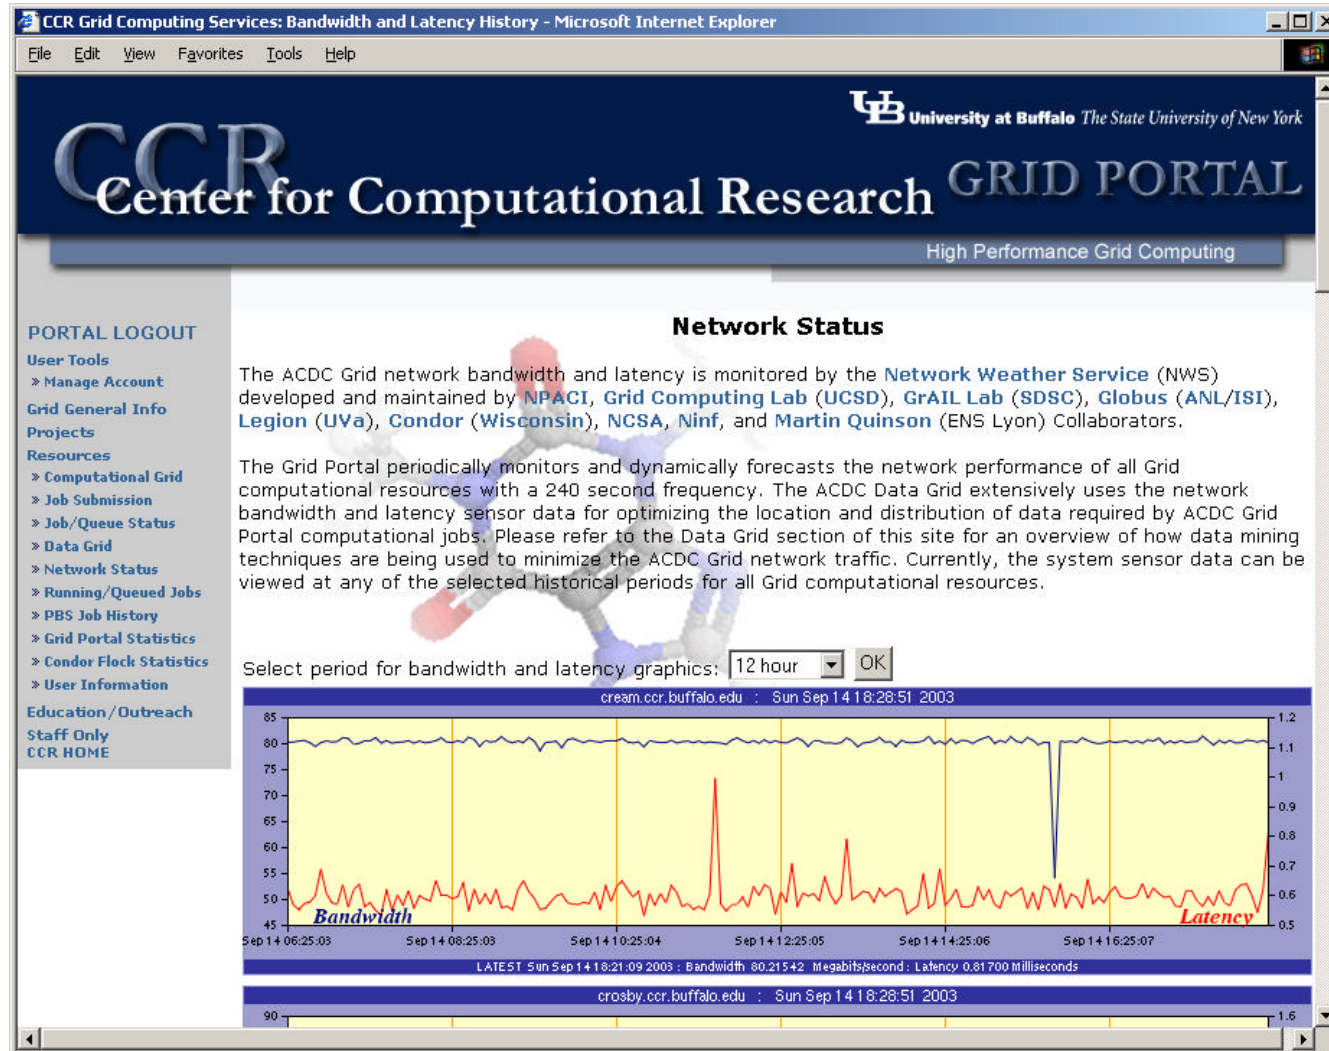 CCR Grid Computing Services: Bandwidth and Latency History - Microsoft Internet Explorer
File Edit View Favorites Tools Help
UB University at Buffalo The State University of New York
CCR
Center for Computational Research
GRID PORTAL
High Performance Grid Computing
PORTAL LOGOUT
User Tools
» Manage Account
Grid General Info
Projects
Resources
» Computational Grid
» Job Submission
» Job/Queue Status
» Data Grid
» Network Status
» Running/Queued Jobs
» PBS Job History
» Grid Portal Statistics
» Condor Flock Statistics
» User Information
Education/Outreach
Staff Only
CCR HOME
Network Status
The ACDC Grid network bandwidth and latency is monitored by the Network Weather Service (NWS)
developed and maintained by NPACI, Grid Computing Lab (UCSD), GrAIL Lab (SDSC), Globus (ANL/ISI),
Legion (UVa), Condor (Wisconsin), NCSA, Ninf, and Martin Quinson (ENS Lyon) Collaborators.
The Grid Portal periodically monitors and dynamically forecasts the network performance of all Grid
computational resources with a 240 second frequency. The ACDC Data Grid extensively uses the network
bandwidth and latency sensor data for optimizing the location and distribution of data required by ACDC Grid
Portal computational jobs. Please refer to the Data Grid section of this site for an overview of how data mining
techniques are being used to minimize the ACDC Grid network traffic. Currently, the system sensor data can be
viewed at any of the selected historical periods for all Grid computational resources.
Select period for bandwidth and latency graphics: 12 hour OK
cream.ccr.buffalo.edu : Sun Sep 14 18:28:51 2003
85
80
75
70
65
60
55
50
45
1.2
1.1
1
0.9
0.8
0.7
0.6
0.5
Bandwidth
Latency
Sep 14 06:25:03 Sep 14 08:25:03 Sep 14 10:25:04 Sep 14 12:25:05 Sep 14 14:25:06 Sep 14 16:25:07
LATEST Sun Sep 14 18:21:09 2003 : Bandwidth 80.21542 Megabits/second : Latency 0.81700 Milliseconds
crosby.ccr.buffalo.edu : Sun Sep 14 18:28:51 2003
90
1.6